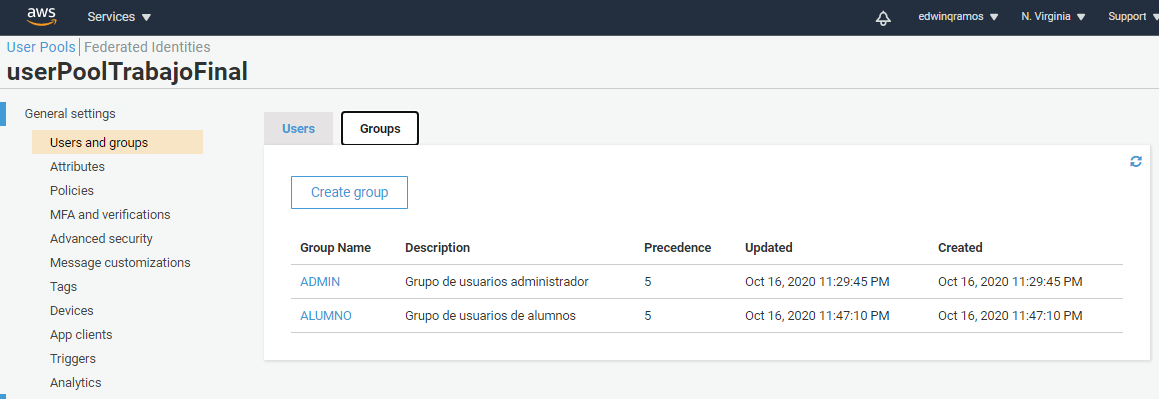 aws Services edwinqramos N. Virginia Support
User Pools Federated Identities
userPoolTrabajoFinal
General settings
Users and groups
Attributes
Policies
MFA and verifications
Advanced security
Message customizations
Tags
Devices
App clients
Triggers
Analytics
Users Groups
Create group
Group Name Description Precedence Updated Created
ADMIN Grupo de usuarios administrador 5 Oct 16, 2020 11:29:45 PM Oct 16, 2020 11:29:45 PM
ALUMNO Grupo de usuarios de alumnos 5 Oct 16, 2020 11:47:10 PM Oct 16, 2020 11:47:10 PM